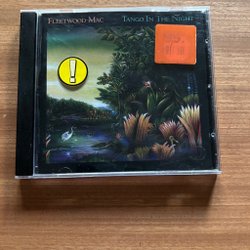 FLEETWOOD MAC
TANGO IN THE NIGHT
!